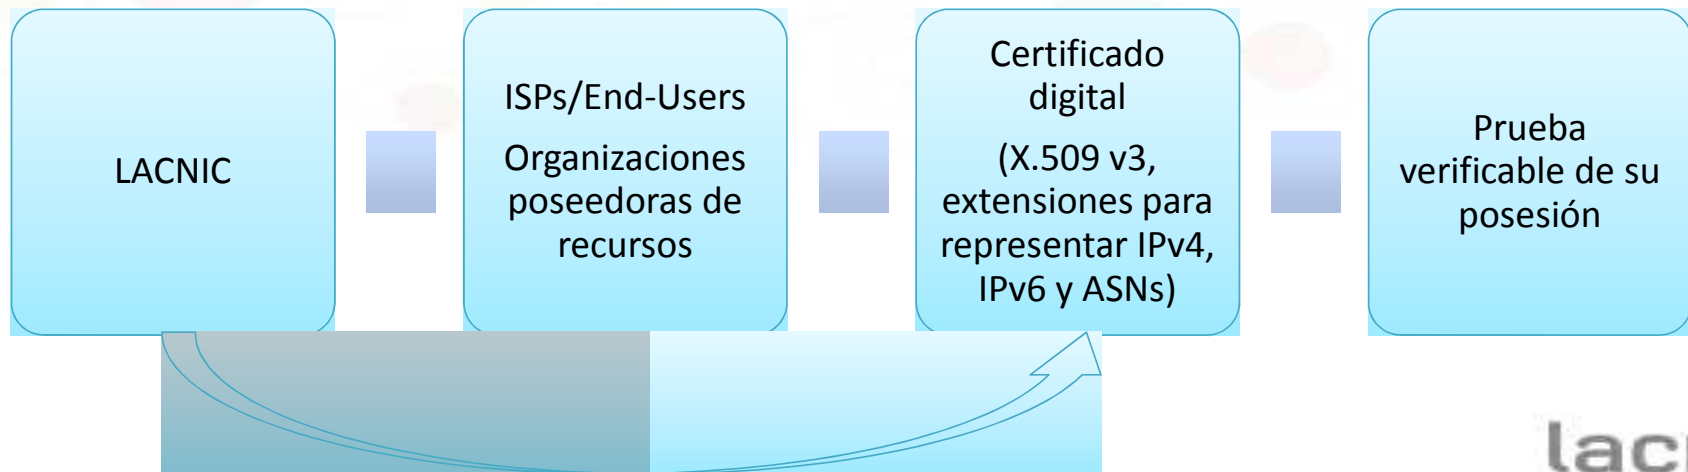 LACNIC
ISPs/End-Users
Organizaciones
poseedoras de
recursos
Certificado
digital
(X.509 v3,
extensiones para
representar IPv4,
IPv6 y ASNs)
Prueba
verificable de su
posesión